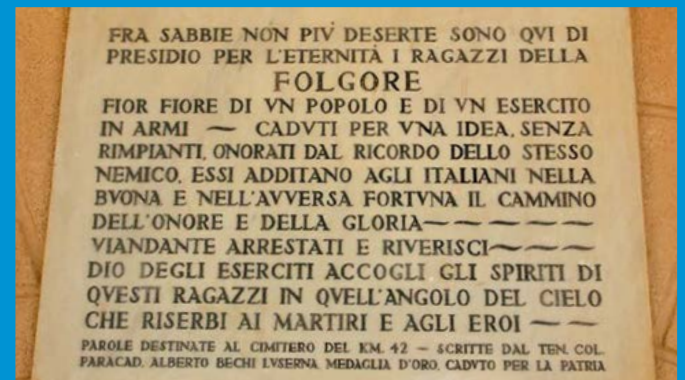 FRA SABBIE NON PIV DESERTE SONO QVI DI
PRESIDIO PER L'ETERNITÀ I RAGAZZI DELLA
FOLGORE
FIOR FIORE DI VN POPOLO E DI VN ESERCITO
IN ARMI — CADVTI PER VNA IDEA, SENZA
RIMPIANTI, ONORATI DAL RICORDO DELLO STESSO
NEMICO, ESSI ADDITANO AGLI ITALIANI NELLA
BVONA E NELL'AVVERSA FORTVNA IL CAMMINO
DELL'ONORE E DELLA GLORIA — — — — —
VIANDANTE ARRESTATI E RIVERISCI — — — —
DIO DEGLI ESERCITI ACCOGLI GLI SPIRITI DI
QVESTI RAGAZZI IN QVELL'ANGOLO DEL CIELO
CHE RISERBI AI MARTIRI E AGLI EROI — —
PAROLE DESTINATE AL CIMITERO DEL KM. 42 – SCRITTE DAL TEN. COL.
PARACAD. ALBERTO BECHI LVSERNA MEDAGLIA D'ORO, CADVTO PER LA PATRIA